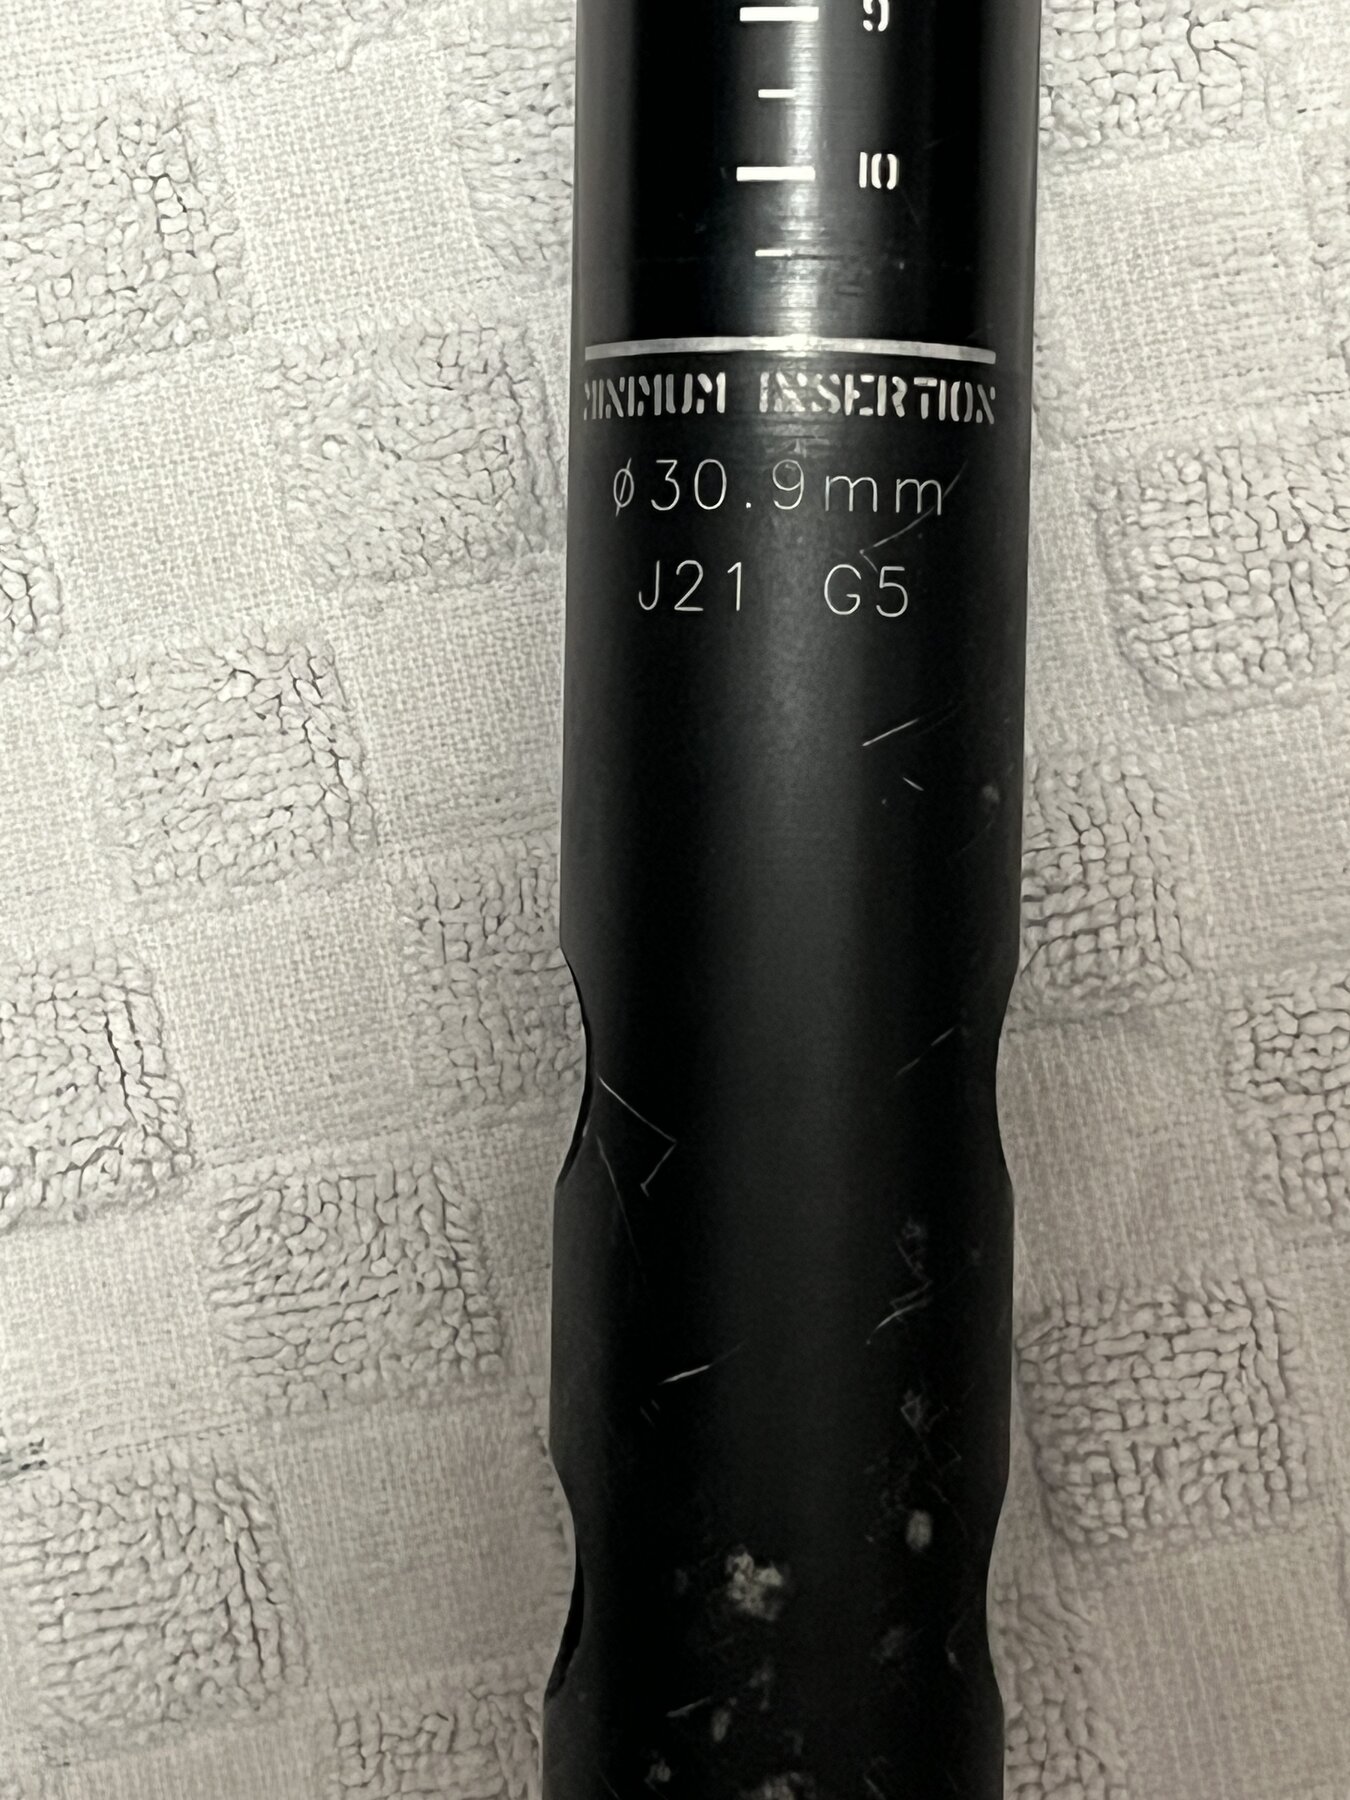 9
10
MINIMUM INSERTION
ø30.9mm
J21 G5